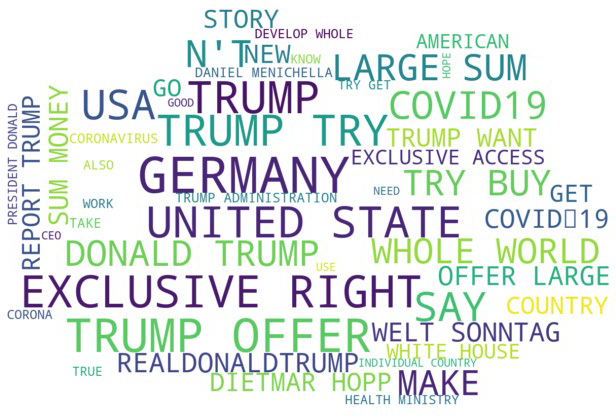 STORY
DEVELOP WHOLE
N'T
NEW
KNOW
AMERICAN
HOPE
DANIEL MENICHELLA
LARGE SUM
TRY GET
GO
GOOD
TRUMP
USA
COVID19
PRESIDENT DONALD
REPORT TRUMP
SUM MONEY
CORONAVIRUS
TRUMP TRY
TRUMP WANT
ALSO
GERMANY
EXCLUSIVE ACCESS
TRY BUY
NEED
GET
WORK
TRUMP ADMINISTRATION
TAKE
CEO
UNITED STATE
COVID▯19
DONALD TRUMP
WHOLE WORLD
USE
OFFER LARGE
EXCLUSIVE RIGHT
SAY
COUNTRY
CORONA
TRUMP OFFER
WELT SONNTAG
WHITE HOUSE
REALDONALDTRUMP
INDIVIDUAL COUNTRY
TRUE
DIETMAR HOPP
MAKE
HEALTH MINISTRY